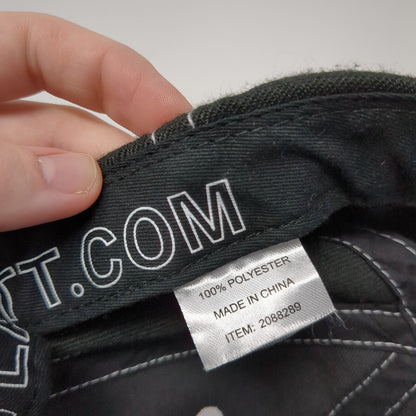 T.COM
100% POLYESTER
MADE IN CHINA
ITEM: 2088289